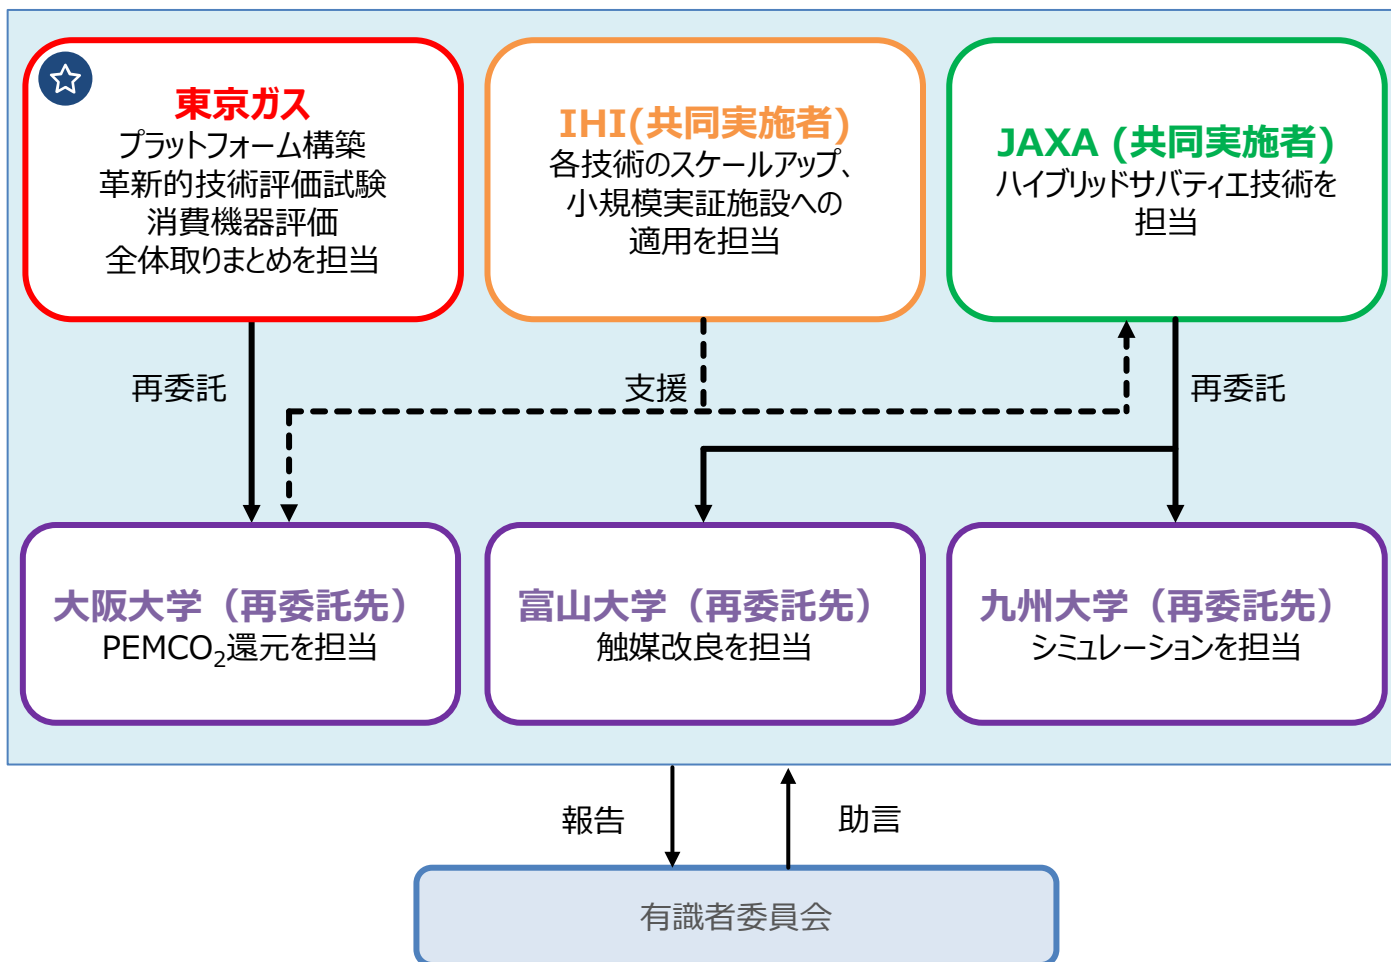 東京ガス
プラットフォーム構築
革新的技術評価試験
消費機器評価
全体取りまとめを担当
IHI(共同実施者)
各技術のスケールアップ、
小規模実証施設への
適用を担当
JAXA (共同実施者)
ハイブリッドサバティエ技術を
担当
再委託
支援
再委託
大阪大学（再委託先）
PEMCO₂還元を担当
富山大学（再委託先）
触媒改良を担当
九州大学（再委託先）
シミュレーションを担当
報告
助言
有識者委員会